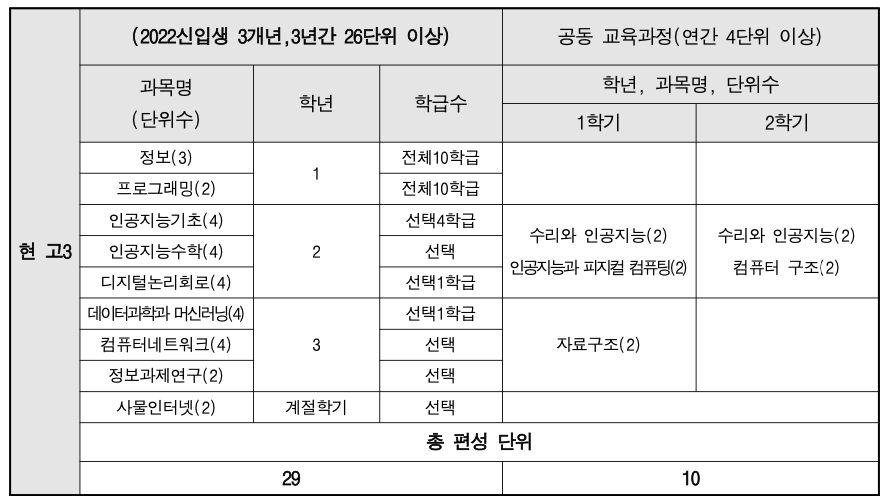 (2022신입생 3개년,3년간 26단위 이상) 공동 교육과정(연간 4단위 이상)
과목명
(단위수)
학년
학급수
학년, 과목명, 단위수
1학기 2학기
현 고3
정보(3) 1 전체10학급
프로그래밍(2) 전체10학급
인공지능기초(4) 2 선택4학급
인공지능수학(4) 선택
디지털논리회로(4) 선택1학급
수리와 인공지능(2)
인공지능과 피지컬 컴퓨팅(2)
수리와 인공지능(2)
컴퓨터 구조(2)
데이터과학과 머신러닝(4) 3 선택1학급
컴퓨터네트워크(4) 선택 자료구조(2)
정보과제연구(2) 선택
사물인터넷(2) 계절학기 선택
총 편성 단위
29 10